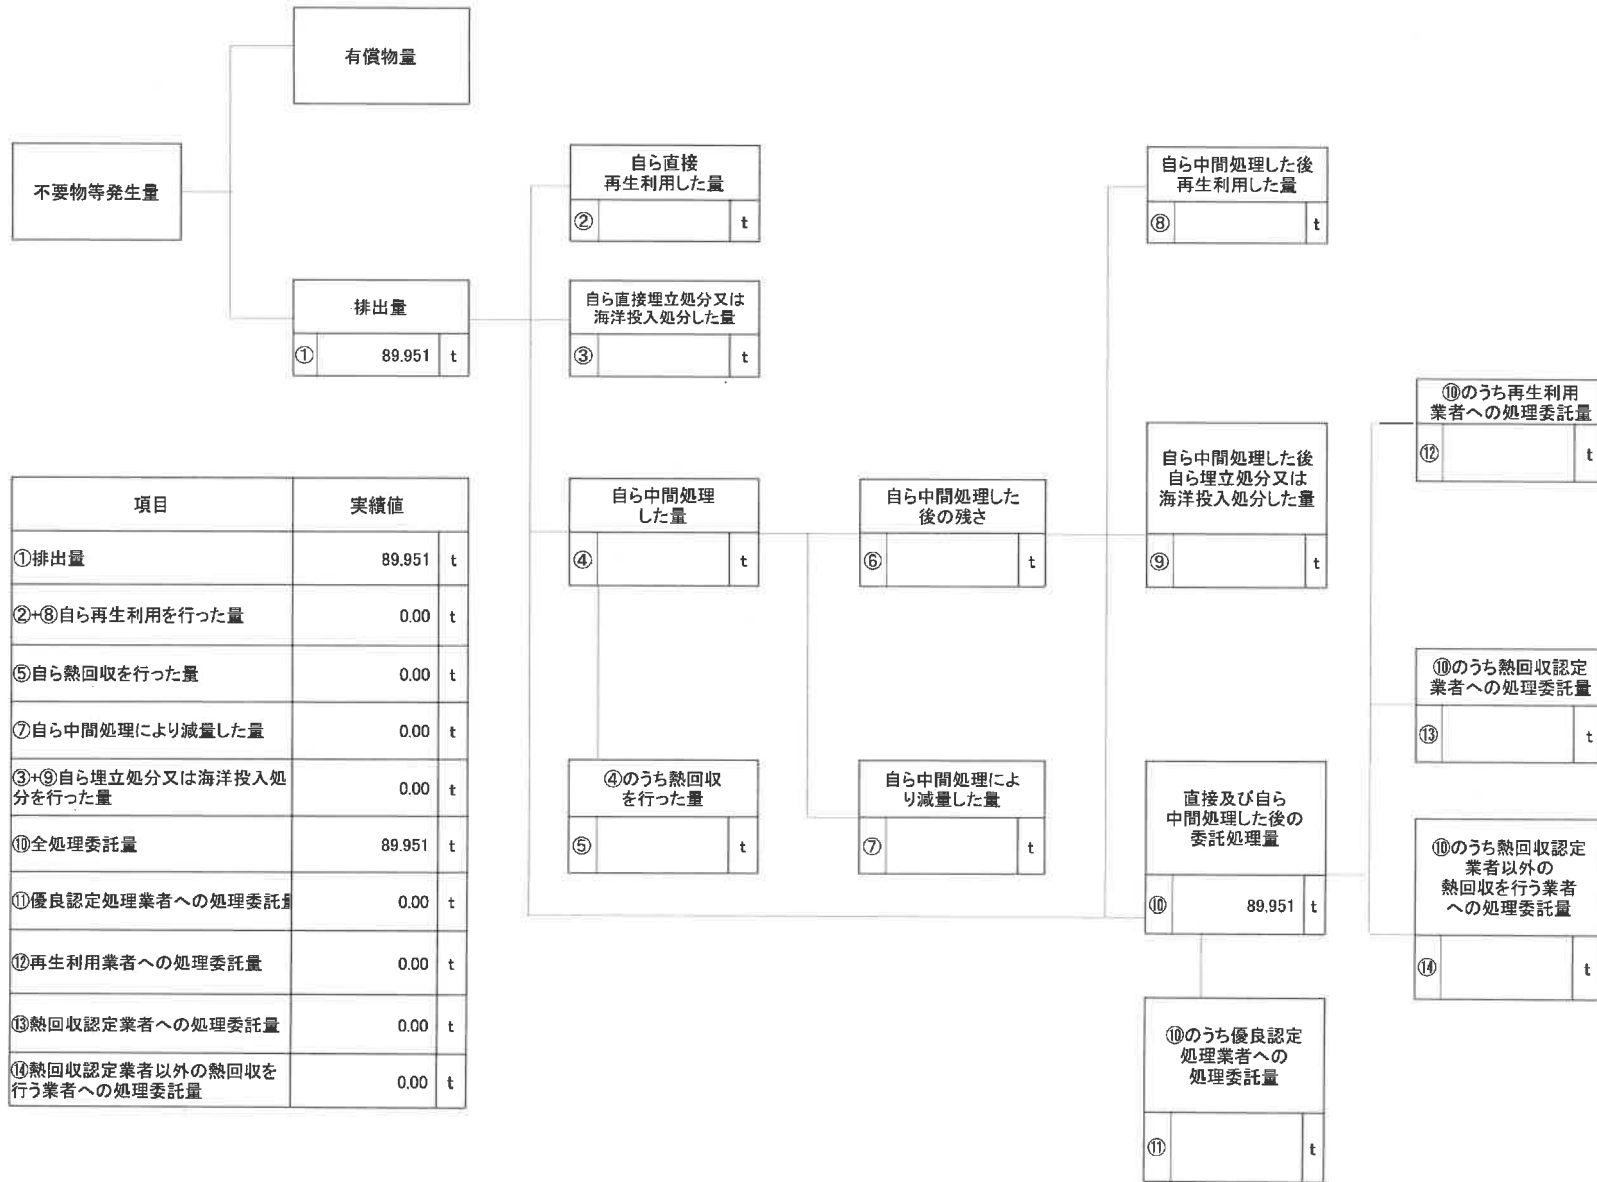 有償物量
不要物等発生量
排出量
① 89.951 t
自ら直接
再生利用した量
② t
自ら直接埋立処分又は
海洋投入処分した量
③ t
自ら中間処理
した量
④ t
④のうち熱回収
を行った量
⑤ t
自ら中間処理した
後の残さ
⑥ t
自ら中間処理によ
り減量した量
⑦ t
自ら中間処理した後
再生利用した量
⑧ t
自ら中間処理した後
自ら埋立処分又は
海洋投入処分した量
⑨ t
直接及び自ら
中間処理した後の
委託処理量
⑩ 89.951 t
⑩のうち優良認定
処理業者への
処理委託量
⑪ t
⑩のうち再生利用
業者への処理委託量
⑫ t
⑩のうち熱回収認定
業者への処理委託量
⑬ t
⑩のうち熱回収認定
業者以外の
熱回収を行う業者
への処理委託量
⑭ t
項目 実績値
①排出量 89.951 t
②+⑧自ら再生利用を行った量 0.00 t
⑤自ら熱回収を行った量 0.00 t
⑦自ら中間処理により減量した量 0.00 t
③+⑨自ら埋立処分又は海洋投入処
分を行った量 0.00 t
⑩全処理委託量 89.951 t
⑪優良認定処理業者への処理委託量 0.00 t
⑫再生利用業者への処理委託量 0.00 t
⑬熱回収認定業者への処理委託量 0.00 t
⑭熱回収認定業者以外の熱回収を
行う業者への処理委託量 0.00 t